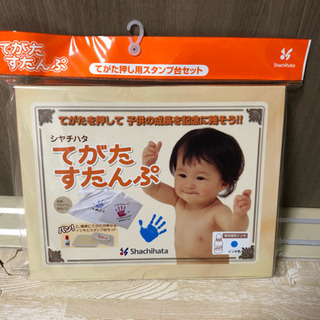 てがた
すたんぷ
てがた押し用スタンプ台セット
Shachihata
てがたを押して 子供の成長を記念に残そう!!
シヤチハタ
てがた
すたんぷ
Shachihata